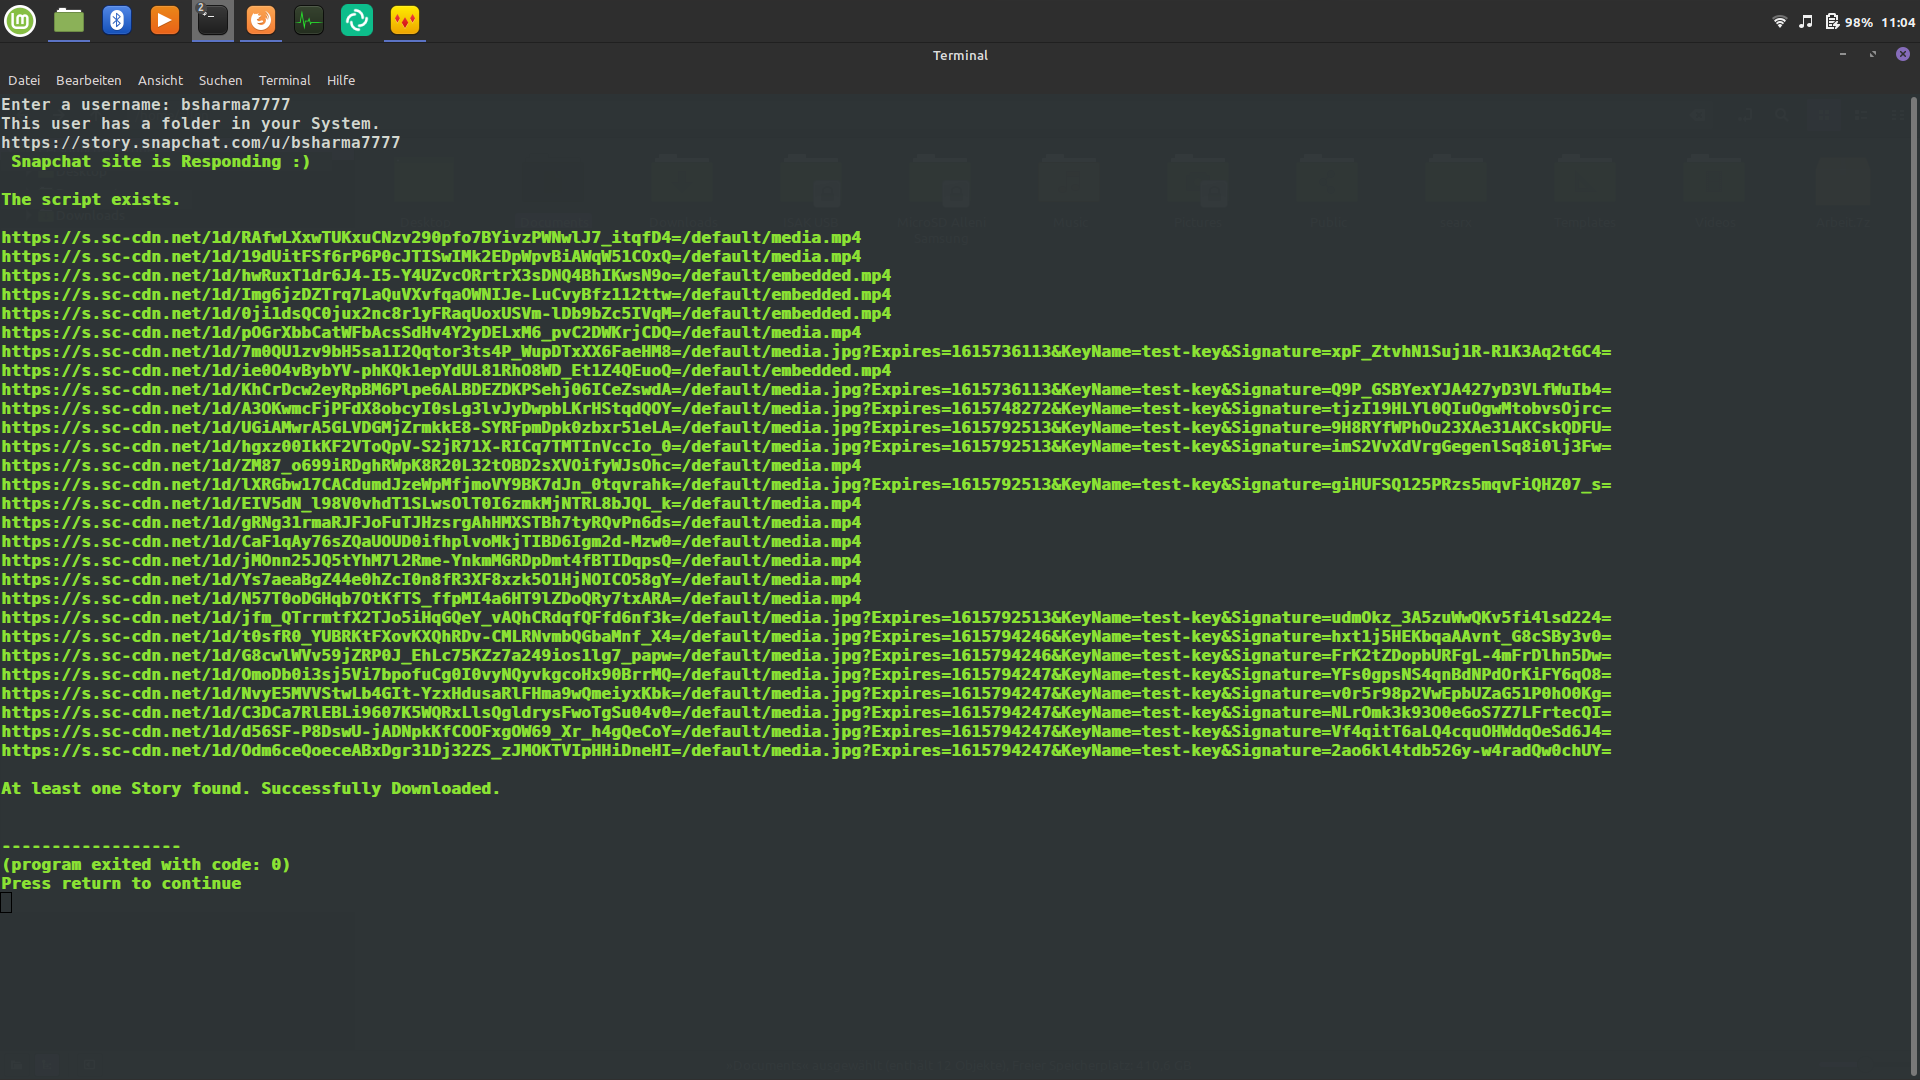 2
98% 11:04
Terminal
Datei Bearbeiten Ansicht Suchen Terminal Hilfe
Enter a username: bsharma7777
This user has a folder in your System.
https://story.snapchat.com/u/bsharma7777
Snapchat site is Responding :)
The script exists.
https://s.sc-cdn.net/1d/RAfwLXxwTUKxuCNzv290pfo7BYivzPWNwlJ7_itqfD4=/default/media.mp4
https://s.sc-cdn.net/1d/19dUitFSf6rP6P0cJTISwIMk2EDpWpvBiAWqW51COxQ=/default/media.mp4
https://s.sc-cdn.net/1d/hwRuxT1dr6J4-I5-Y4UZvcORrtrX3sDNQ4BhIKwsN9o=/default/embedded.mp4
https://s.sc-cdn.net/1d/Img6jzDZTrq7LaQuVXvfqaOWNIJe-LuCvyBfz112ttw=/default/embedded.mp4
https://s.sc-cdn.net/1d/0ji1dsQC0jux2nc8r1yFRaqUoxUSVm-lDb9bZc5IVqM=/default/embedded.mp4
https://s.sc-cdn.net/1d/pOGrXbbCatWFbAcsSdHv4Y2yDELxM6_pvC2DWKrjCDQ=/default/media.mp4
https://s.sc-cdn.net/1d/7m0QU1zv9bH5sa1I2Qqtor3ts4P_WupDTxXX6FaeHM8=/default/media.jpg?Expires=1615736113&KeyName=test-key&Signature=xpF_ZtvhN1Suj1R-R1K3Aq2tGC4=
https://s.sc-cdn.net/1d/ie0O4vBybYV-phKQk1epYdUL81RhO8WD_Et1Z4QEuoQ=/default/embedded.mp4
https://s.sc-cdn.net/1d/KhCrDcw2eyRpBM6Plpe6ALBDEZDKPSehj06ICeZswdA=/default/media.jpg?Expires=1615736113&KeyName=test-key&Signature=Q9P_GSBYexYJA427yD3VLfWuIb4=
https://s.sc-cdn.net/1d/A3OKwmcFjPFdX8obcyI0sLg3lvJyDwpbLKrHStqdQOY=/default/media.jpg?Expires=1615748272&KeyName=test-key&Signature=tjzI19HLYl0QIuOgwMtobvsOjrc=
https://s.sc-cdn.net/1d/UGiAMwrA5GLVDGMjZrmkkE8-SYRFpmDpk0zbxr51eLA=/default/media.jpg?Expires=1615792513&KeyName=test-key&Signature=9H8RYfWPhOu23XAe31AKCskQDFU=
https://s.sc-cdn.net/1d/hgxz00IkKF2VToQpV-S2jR71X-RICq7TMTInVccIo_0=/default/media.jpg?Expires=1615792513&KeyName=test-key&Signature=imS2VvXdVrgGegenlSq8i0lj3Fw=
https://s.sc-cdn.net/1d/ZM87_o699iRDghRWpK8R20L32tOBD2sXVOifyWJsOhc=/default/media.mp4
https://s.sc-cdn.net/1d/lXRGbw17CACdumdJzeWpMfjmoVY9BK7dJn_0tqvrahk=/default/media.jpg?Expires=1615792513&KeyName=test-key&Signature=giHUFSQ125PRzs5mqvFiQHZ07_s=
https://s.sc-cdn.net/1d/EIV5dN_l98V0vhdT1SLwsOlT0I6zmkMjNTRL8bJQL_k=/default/media.mp4
https://s.sc-cdn.net/1d/gRNg31rmaRJFJoFuTJHzsrgAhHMXSTBh7tyRQvPn6ds=/default/media.mp4
https://s.sc-cdn.net/1d/CaF1qAy76sZQaUOUD0ifhplvoMkjTIBD6Igm2d-Mzw0=/default/media.mp4
https://s.sc-cdn.net/1d/jMOnn25JQ5tYhM7l2Rme-YnkmMGRDpDmt4fBTIDqpsQ=/default/media.mp4
https://s.sc-cdn.net/1d/Ys7aeaBgZ44e0hZcI0n8fR3XF8xzk5O1HjNOICO58gY=/default/media.mp4
https://s.sc-cdn.net/1d/N57T0oDGHqb7OtKfTS_ffpMI4a6HT9lZDoQRy7txARA=/default/media.mp4
https://s.sc-cdn.net/1d/jfm_QTrrmtfX2TJo5iHqGQeY_vAQhCRdqfQFfd6nf3k=/default/media.jpg?Expires=1615792513&KeyName=test-key&Signature=udmOkz_3A5zuWwQKv5fi4lsd224=
https://s.sc-cdn.net/1d/t0sfR0_YUBRKtFXovKXQhRDv-CMLRNvmbQGbaMnf_X4=/default/media.jpg?Expires=1615794246&KeyName=test-key&Signature=hxt1j5HEKbqaAAvnt_G8cSBy3v0=
https://s.sc-cdn.net/1d/G8cwlWVv59jZRP0J_EhLc75KZz7a249ios1lg7_papw=/default/media.jpg?Expires=1615794246&KeyName=test-key&Signature=FrK2tZDopbURFgL-4mFrDlhn5Dw=
https://s.sc-cdn.net/1d/OmoDb0i3sj5Vi7bpofuCg0I0vyNQyvkgcoHx90BrrMQ=/default/media.jpg?Expires=1615794247&KeyName=test-key&Signature=YFs0gpsNS4qnBdNPdOrKiFY6qO8=
https://s.sc-cdn.net/1d/NvyE5MVVStwLb4GIt-YzxHdusaRlFHma9wQmeiyxKbk=/default/media.jpg?Expires=1615794247&KeyName=test-key&Signature=v0r5r98p2VwEpbUZaG51P0hO0Kg=
https://s.sc-cdn.net/1d/C3DCa7RlEBLi9607K5WQRxLlsQgldrysFwoTgSu04v0=/default/media.jpg?Expires=1615794247&KeyName=test-key&Signature=NLrOmk3k93O0eGoS7Z7LFrtecQI=
https://s.sc-cdn.net/1d/d56SF-P8DswU-jADNpkKfCOOFxgOW69_Xr_h4gQeCoY=/default/media.jpg?Expires=1615794247&KeyName=test-key&Signature=Vf4qitT6aLQ4cquOHWdqOeSd6J4=
https://s.sc-cdn.net/1d/Odm6ceQoeceABxDgr31Dj32ZS_zJMOKTVIpHHiDneHI=/default/media.jpg?Expires=1615794247&KeyName=test-key&Signature=2ao6kl4tdb52Gy-w4radQw0chUY=
At least one Story found. Successfully Downloaded.
------------------
(program exited with code: 0)
Press return to continue